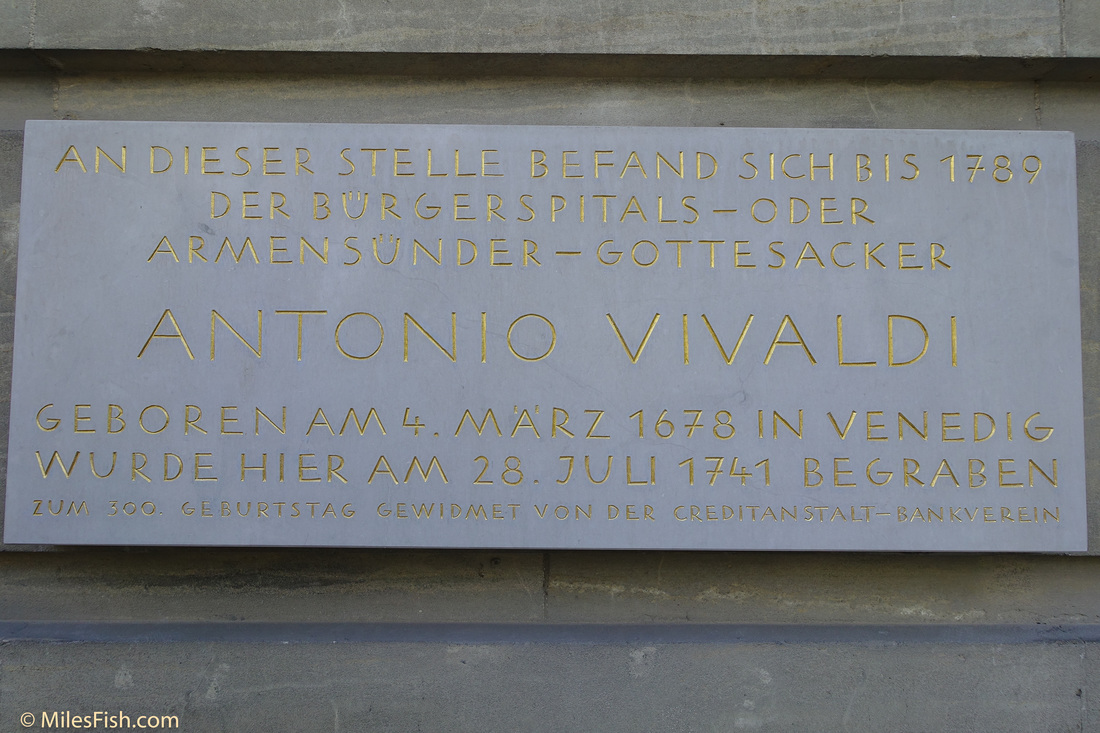 AN DIESER STELLE BEFAND SICH BIS 1789
DER BÜRGERSPITALS-ODER
ARMENSÜNDER-GOTTESACKER
ANTONIO VIVALDI
GEBOREN AM 4. MÄRZ 1678 IN VENEDIG
WURDE HIER AM 28. JULI 1741 BEGRABEN
ZUM 300. GEBURTSTAG GEWIDMET VON DER CREDITANSTALT-BANKVEREIN
© MilesFish.com